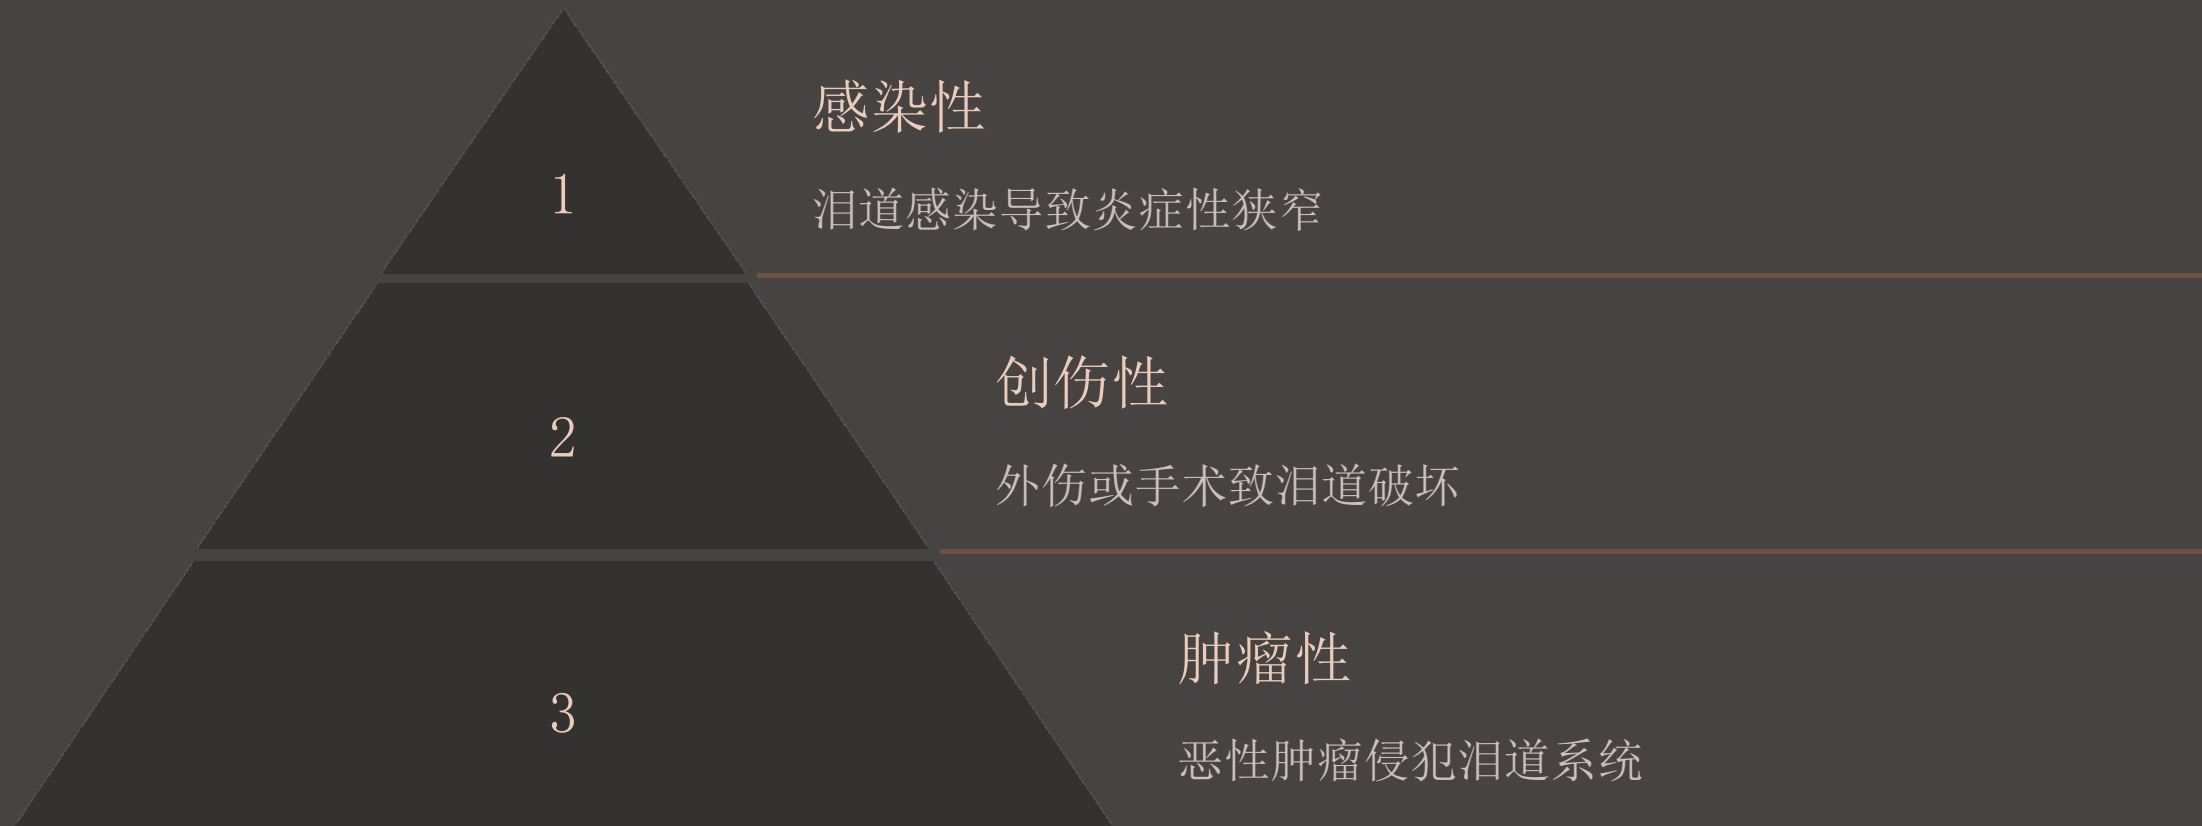 感染性
1
泪道感染导致炎症性狭窄
创伤性
2
外伤或手术致泪道破坏
肿瘤性
3
恶性肿瘤侵犯泪道系统